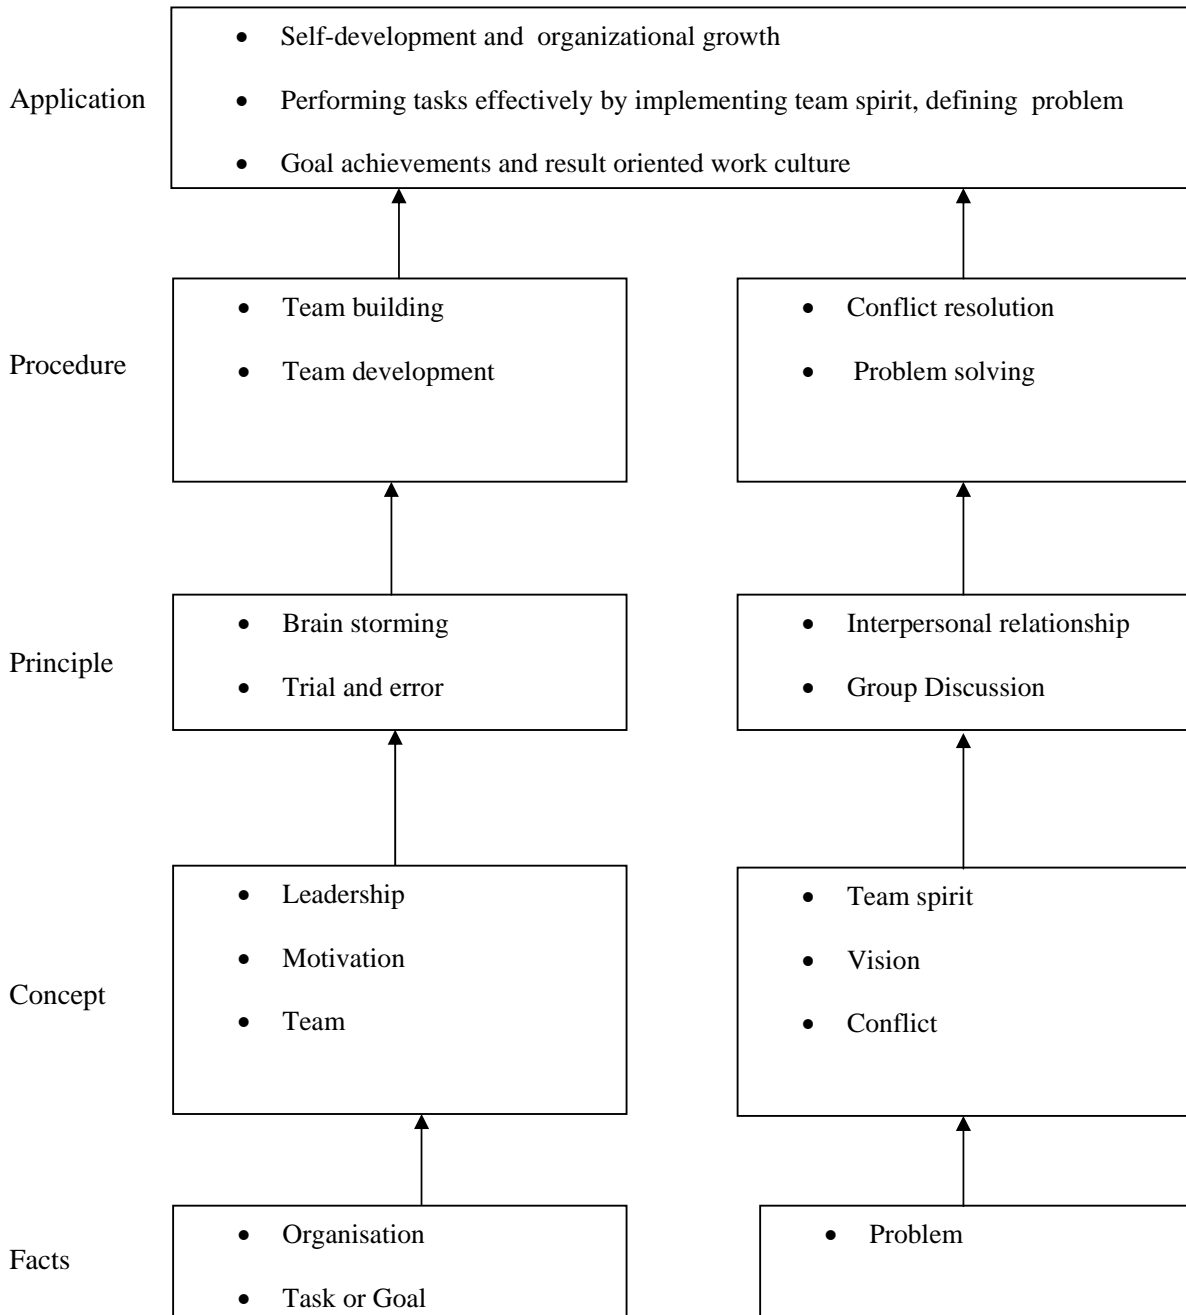 • Self-development and organizational growth
Application
• Performing tasks effectively by implementing team spirit, defining problem
• Goal achievements and result oriented work culture
• Team building
• Conflict resolution
Procedure
• Team development
• Problem solving
• Brain storming
• Interpersonal relationship
Principle
• Trial and error
• Group Discussion
• Leadership
• Team spirit
• Motivation
• Vision
Concept
• Team
• Conflict
• Organisation
• Problem
Facts
• Task or Goal